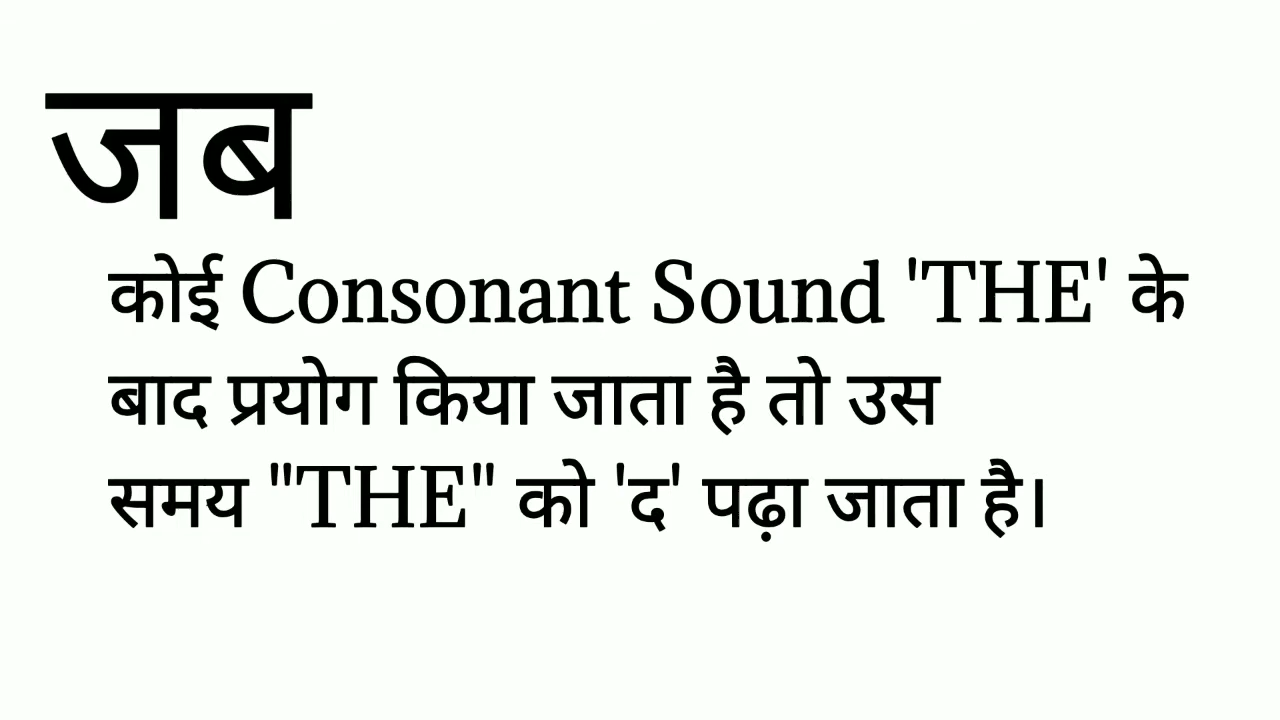 जब
कोई Consonant Sound 'THE' के
बाद प्रयोग किया जाता है तो उस
समय "THE" को 'द' पढ़ा जाता है।